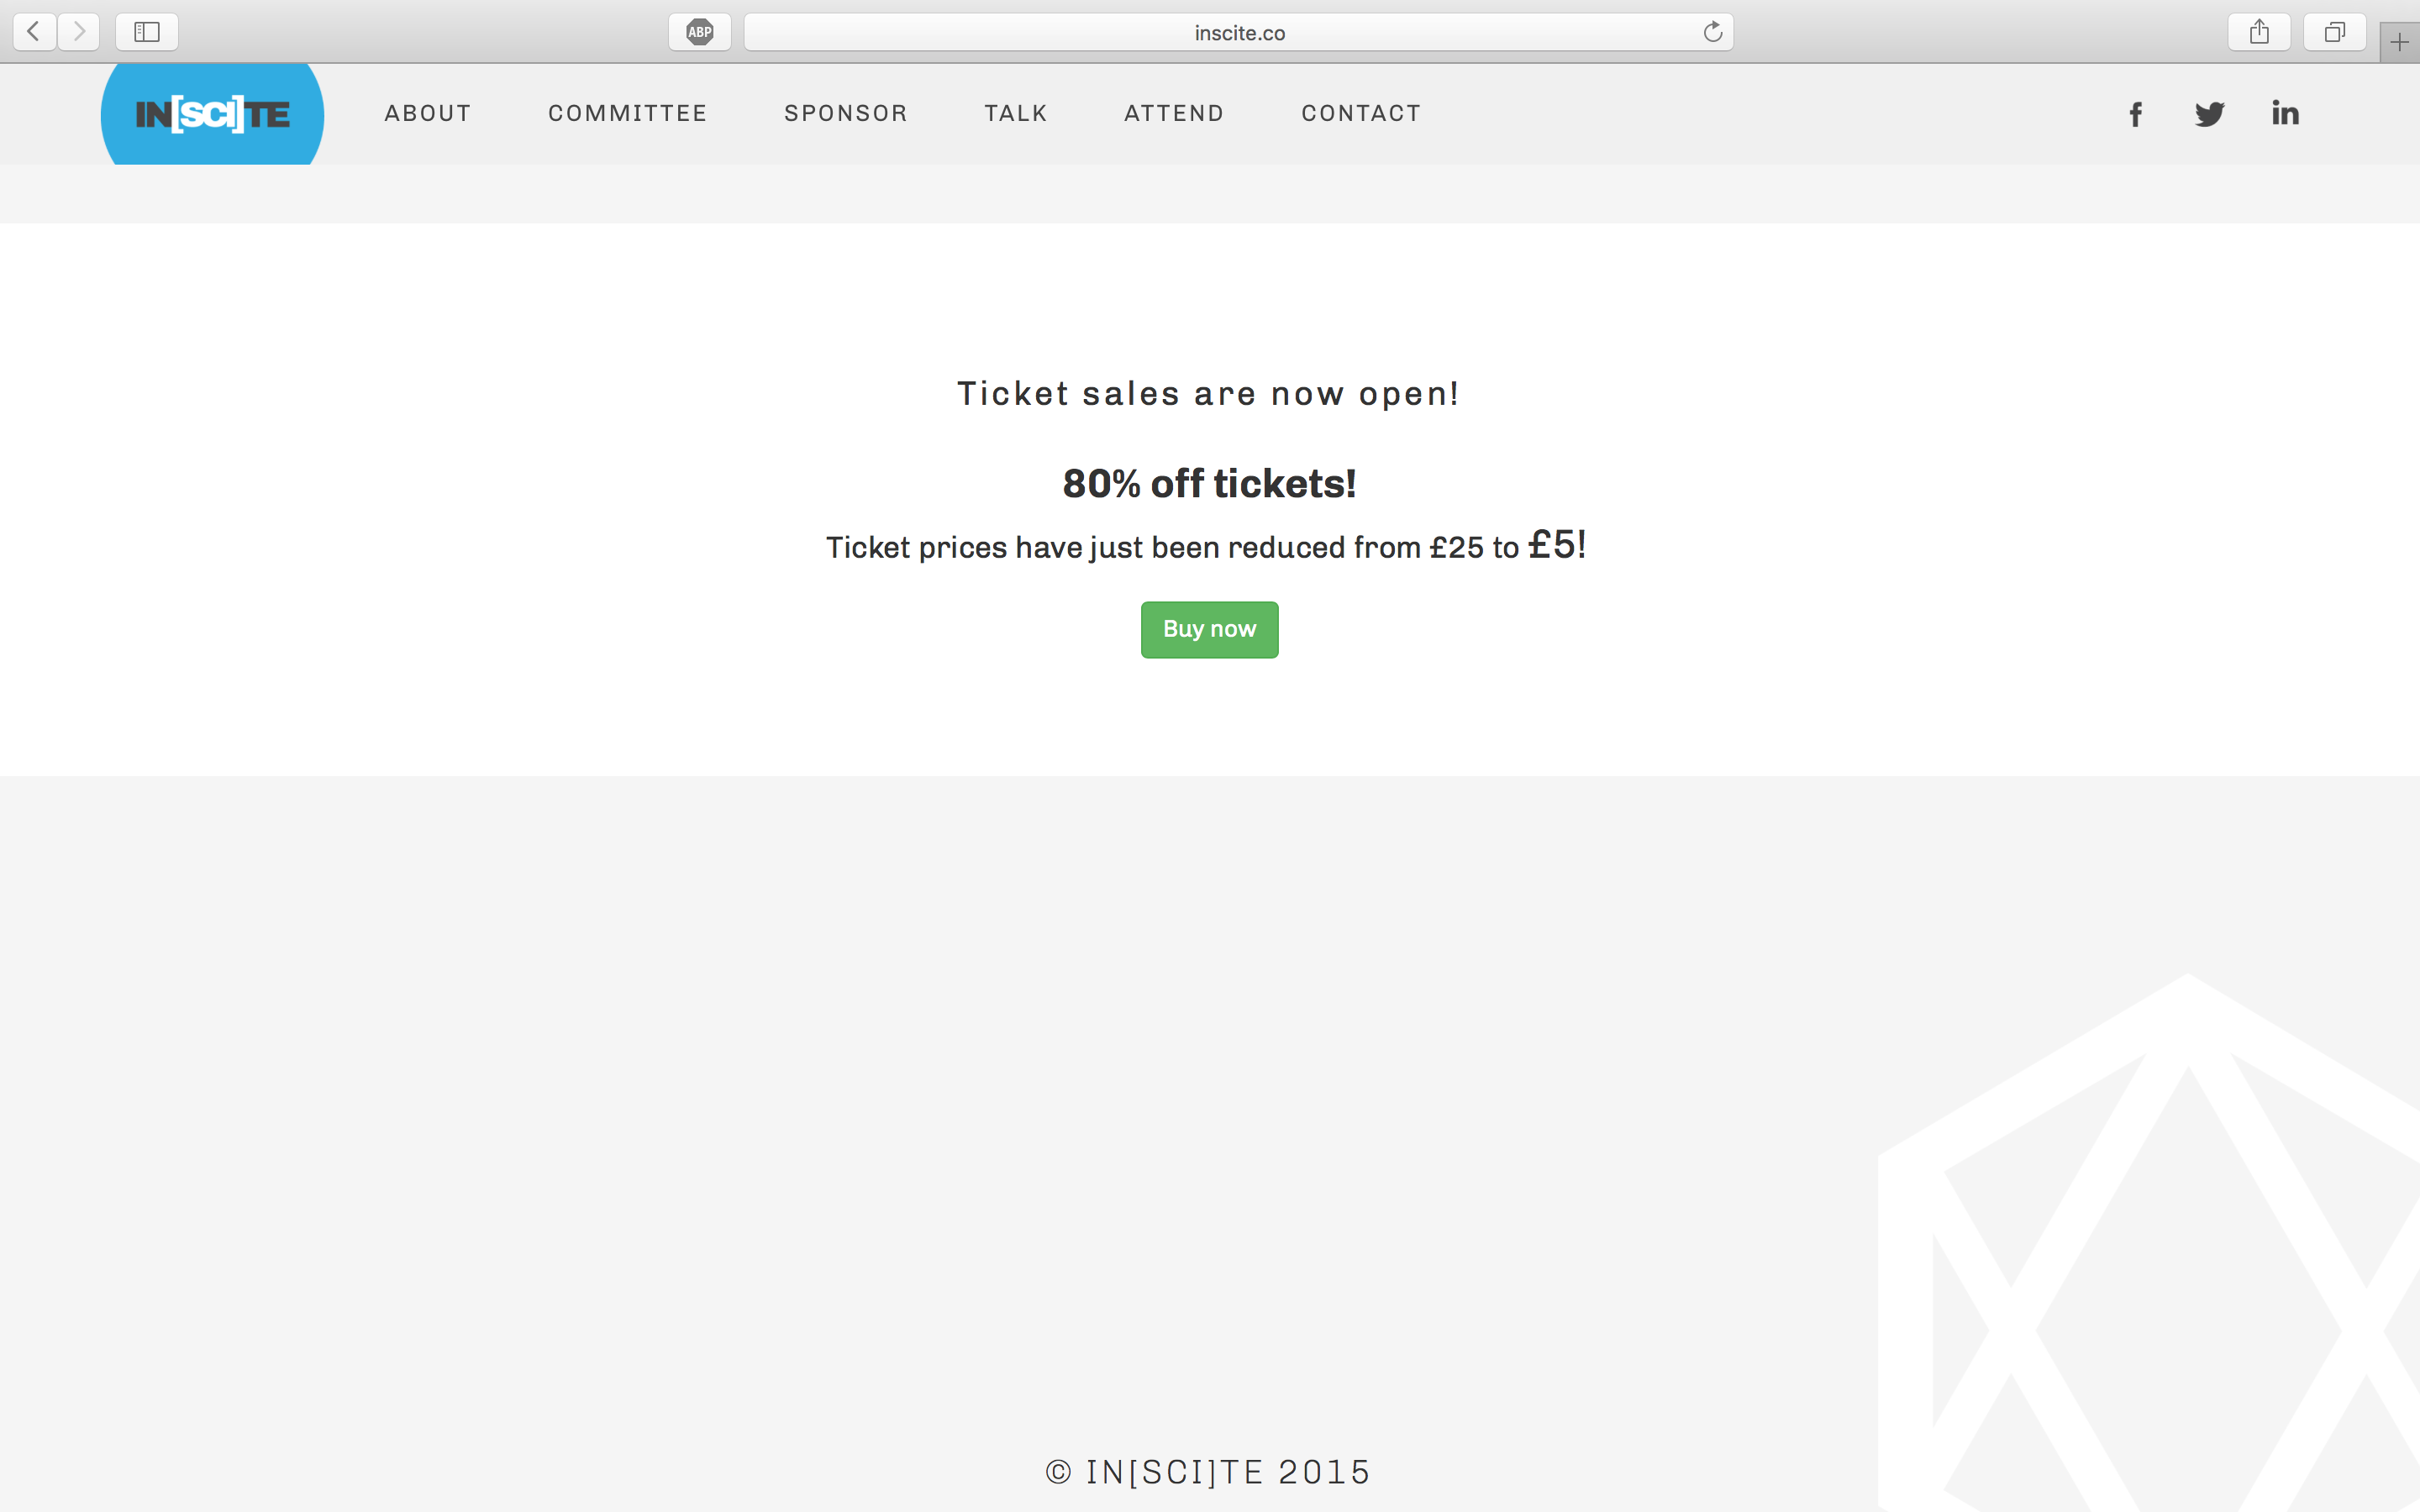 ABP
inscite.co
IN[SCI]TE
ABOUT COMMITTEE SPONSOR TALK ATTEND CONTACT
f in
Ticket sales are now open!
80% off tickets!
Ticket prices have just been reduced from £25 to £5!
Buy now
© IN[SCI]TE 2015